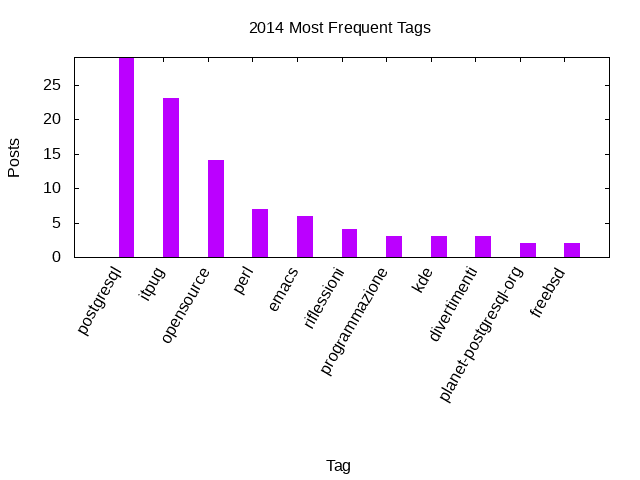 2014 Most Frequent Tags
Posts
25
20
15
10
5
0
postgresql
itpug
opensource
perl
emacs
riflessioni
programmazione
kde
divertimenti
planet-postgresql-org
freebsd
Tag